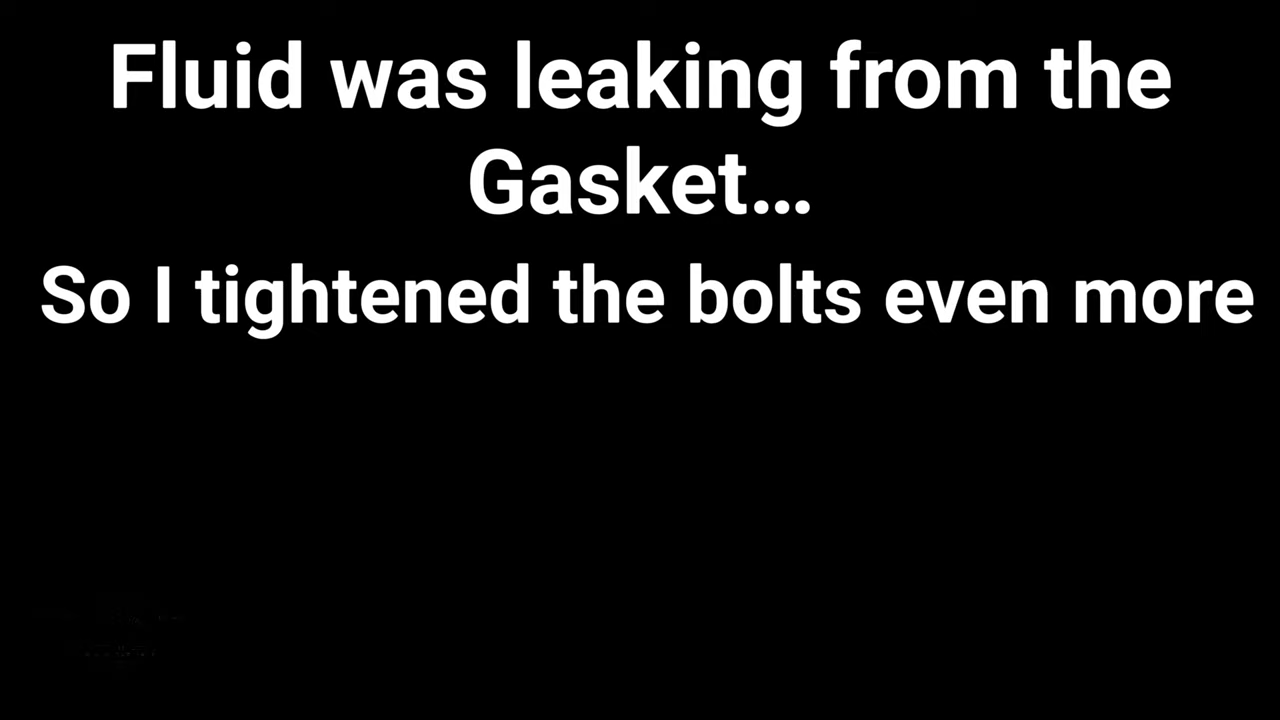 Fluid was leaking from the
Gasket...
So I tightened the bolts even more